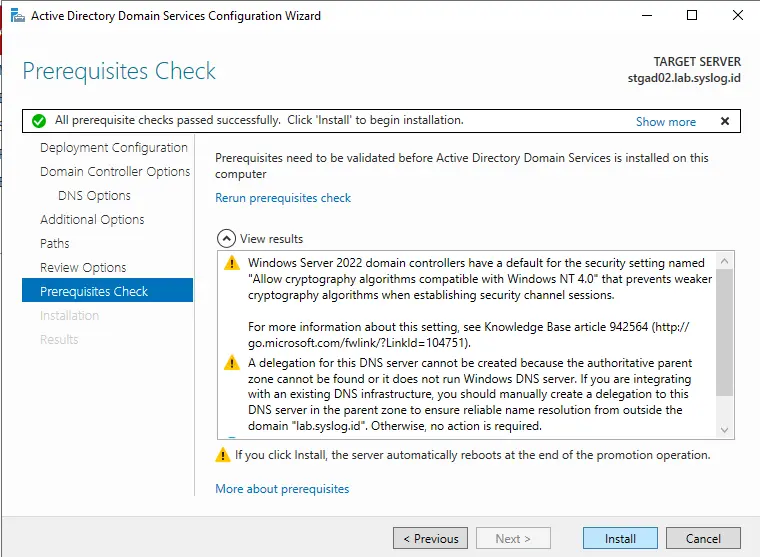 Active Directory Domain Services Configuration Wizard
Prerequisites Check
TARGET SERVER
stgad02.lab.syslog.id
All prerequisite checks passed successfully. Click 'Install' to begin installation.
Show more
Deployment Configuration
Domain Controller Options
DNS Options
Additional Options
Paths
Review Options
Prerequisites Check
Installation
Results
Prerequisites need to be validated before Active Directory Domain Services is installed on this
computer
Rerun prerequisites check
View results
Windows Server 2022 domain controllers have a default for the security setting named
"Allow cryptography algorithms compatible with Windows NT 4.0" that prevents weaker
cryptography algorithms when establishing security channel sessions.
For more information about this setting, see Knowledge Base article 942564 (http://
go.microsoft.com/fwlink/?LinkId=104751).
A delegation for this DNS server cannot be created because the authoritative parent
zone cannot be found or it does not run Windows DNS server. If you are integrating
with an existing DNS infrastructure, you should manually create a delegation to this
DNS server in the parent zone to ensure reliable name resolution from outside the
domain "lab.syslog.id". Otherwise, no action is required.
If you click Install, the server automatically reboots at the end of the promotion operation.
More about prerequisites
< Previous
Next >
Install
Cancel